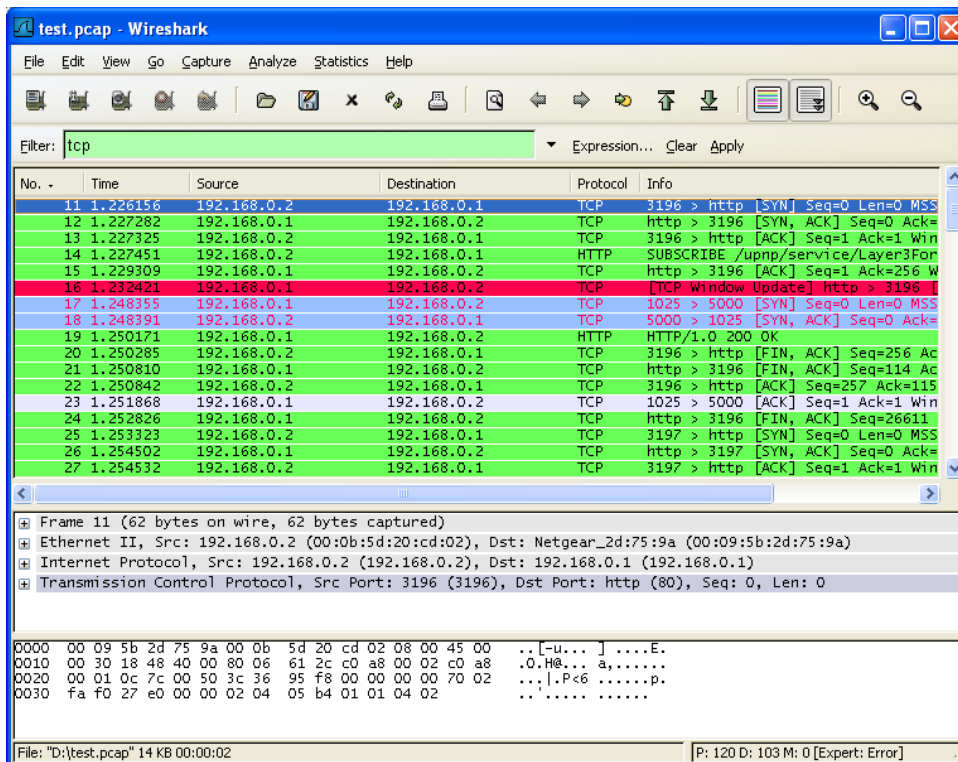 test.pcap - Wireshark
File Edit View Go Capture Analyze Statistics Help
Filter: tcp Expression... Clear Apply
No. Time Source Destination Protocol Info
11 1.226156 192.168.0.2 192.168.0.1 TCP 3196 > http [SYN] Seq=0 Len=0 MSS
12 1.227282 192.168.0.1 192.168.0.2 TCP http > 3196 [SYN, ACK] Seq=0 Ack=
13 1.227325 192.168.0.2 192.168.0.1 TCP 3196 > http [ACK] Seq=1 Ack=1 Win
14 1.227451 192.168.0.2 192.168.0.1 HTTP SUBSCRIBE /upnp/service/Layer3For
15 1.229309 192.168.0.1 192.168.0.2 TCP http > 3196 [ACK] Seq=1 Ack=256 W
16 1.232421 192.168.0.1 192.168.0.2 TCP [TCP Window Update] http > 3196 [
17 1.248355 192.168.0.1 192.168.0.2 TCP 1025 > 5000 [SYN] Seq=0 Len=0 MSS
18 1.248391 192.168.0.2 192.168.0.1 TCP 5000 > 1025 [SYN, ACK] Seq=0 Ack=
19 1.250171 192.168.0.1 192.168.0.2 HTTP HTTP/1.0 200 OK
20 1.250285 192.168.0.2 192.168.0.1 TCP 3196 > http [FIN, ACK] Seq=256 Ac
21 1.250810 192.168.0.1 192.168.0.2 TCP http > 3196 [FIN, ACK] Seq=114 Ac
22 1.250842 192.168.0.2 192.168.0.1 TCP 3196 > http [ACK] Seq=257 Ack=115
23 1.251868 192.168.0.1 192.168.0.2 TCP 1025 > 5000 [ACK] Seq=1 Ack=1 Win
24 1.252826 192.168.0.1 192.168.0.2 TCP http > 3196 [FIN, ACK] Seq=26611
25 1.253323 192.168.0.2 192.168.0.1 TCP 3197 > http [SYN] Seq=0 Len=0 MSS
26 1.254502 192.168.0.1 192.168.0.2 TCP http > 3197 [SYN, ACK] Seq=0 Ack=
27 1.254532 192.168.0.2 192.168.0.1 TCP 3197 > http [ACK] Seq=1 Ack=1 Win
Frame 11 (62 bytes on wire, 62 bytes captured)
Ethernet II, Src: 192.168.0.2 (00:0b:5d:20:cd:02), Dst: Netgear_2d:75:9a (00:09:5b:2d:75:9a)
Internet Protocol, Src: 192.168.0.2 (192.168.0.2), Dst: 192.168.0.1 (192.168.0.1)
Transmission Control Protocol, Src Port: 3196 (3196), Dst Port: http (80), Seq: 0, Len: 0
0000 00 09 5b 2d 75 9a 00 0b 5d 20 cd 02 08 00 45 00 ..[-u... ] ....E.
0010 00 30 18 48 40 00 80 06 61 2c c0 a8 00 02 c0 a8 .0.H@... a,......
0020 00 01 0c 7c 00 50 3c 36 95 f8 00 00 00 00 70 02 ...|.P<6 ......p.
0030 fa f0 27 e0 00 00 02 04 05 b4 01 01 04 02 ..'..... ......
File: "D:\test.pcap" 14 KB 00:00:02 P: 120 D: 103 M: 0 [Expert: Error]